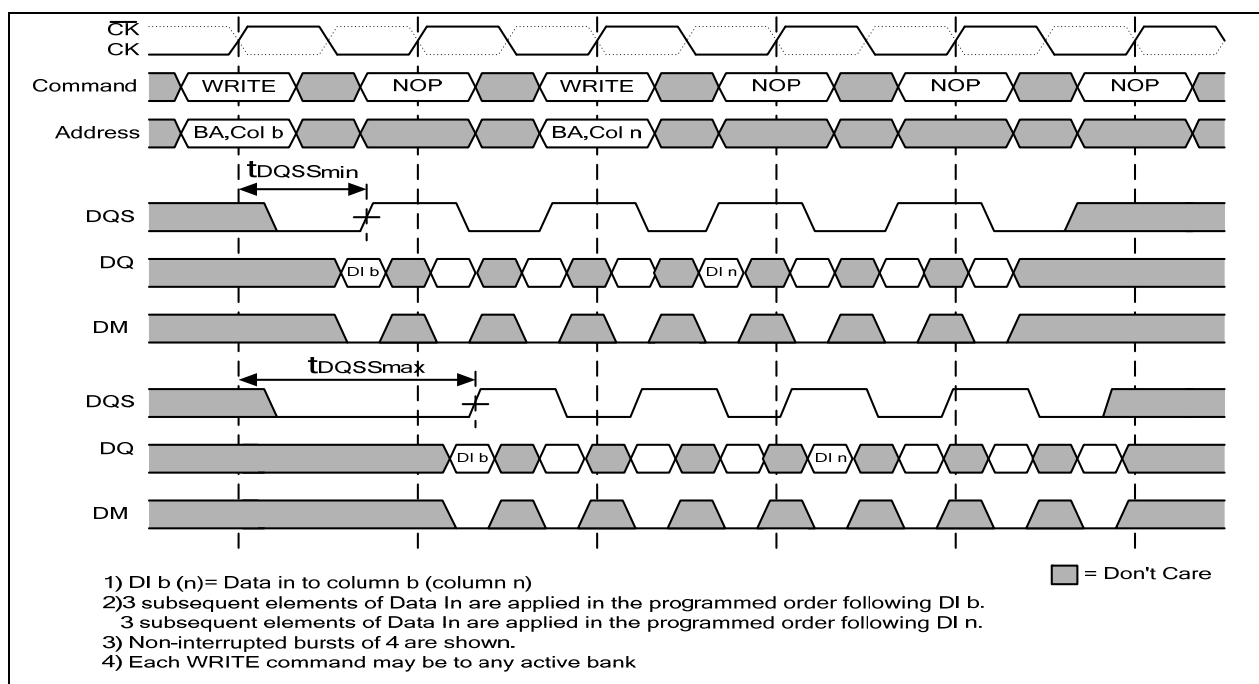 CK
CK
Command WRITE NOP WRITE NOP NOP NOP
Address BA,Col b BA,Col n
tDQSSmin
DQS
DQ DI b DI n
DM
tDQSSmax
DQS
DQ DI b DI n
DM
= Don't Care
1) DI b (n)= Data in to column b (column n)
2)3 subsequent elements of Data In are applied in the programmed order following DI b.
3 subsequent elements of Data In are applied in the programmed order following DI n.
3) Non-interrupted bursts of 4 are shown.
4) Each WRITE command may be to any active bank